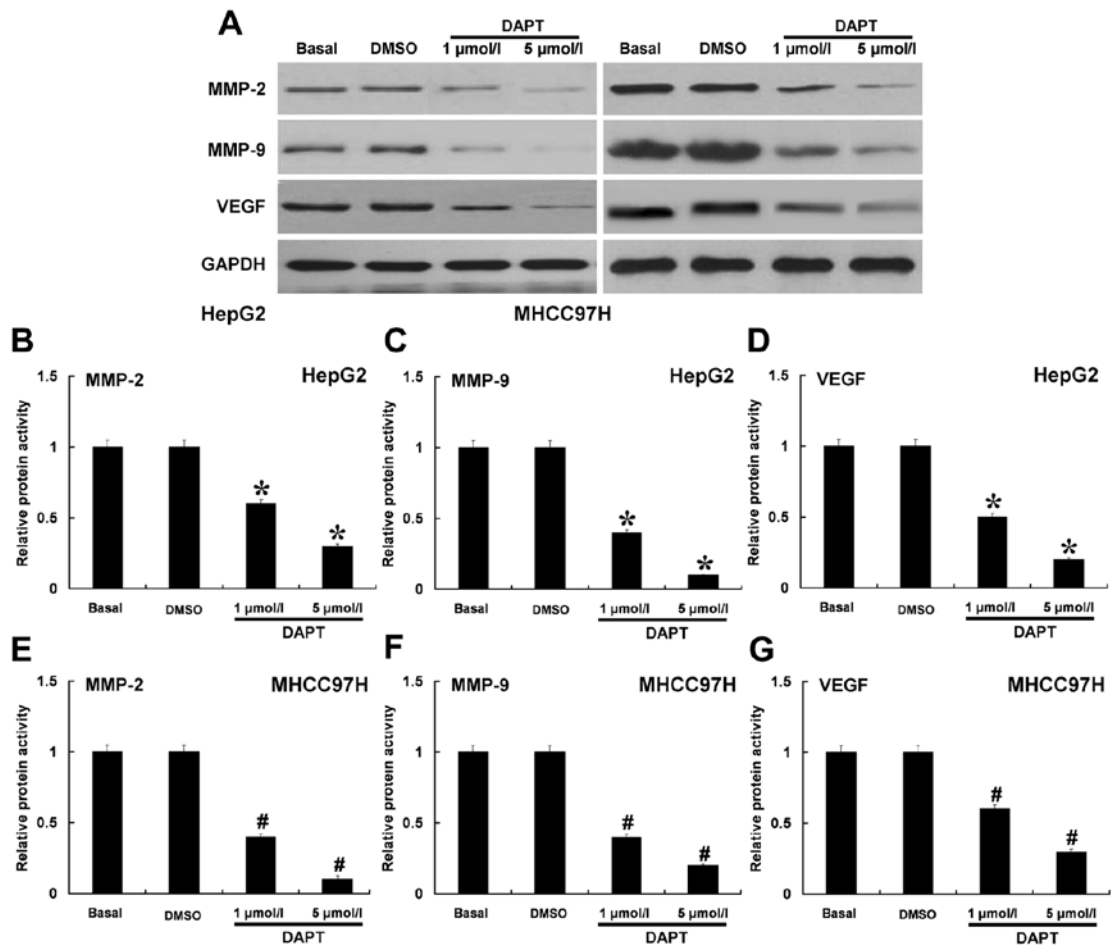 A
DAPT DAPT
Basal DMSO 1 μmol/l 5 μmol/l Basal DMSO 1 μmol/l 5 μmol/l
MMP-2
MMP-9
VEGF
GAPDH
HepG2 MHCC97H
B
MMP-2 HepG2
Relative protein activity
1.5
1
0.5
0
* *
Basal DMSO 1 μmol/l 5 μmol/l
DAPT
C
MMP-9 HepG2
Relative protein activity
1.5
1
0.5
0
* *
Basal DMSO 1 μmol/l 5 μmol/l
DAPT
D
VEGF HepG2
Relative protein activity
1.5
1
0.5
0
* *
Basal DMSO 1 μmol/l 5 μmol/l
DAPT
E
MMP-2 MHCC97H
Relative protein activity
1.5
1
0.5
0
# #
Basal DMSO 1 μmol/l 5 μmol/l
DAPT
F
MMP-9 MHCC97H
Relative protein activity
1.5
1
0.5
0
# #
Basal DMSO 1 μmol/l 5 μmol/l
DAPT
G
VEGF MHCC97H
Relative protein activity
1.5
1
0.5
0
# #
Basal DMSO 1 μmol/l 5 μmol/l
DAPT